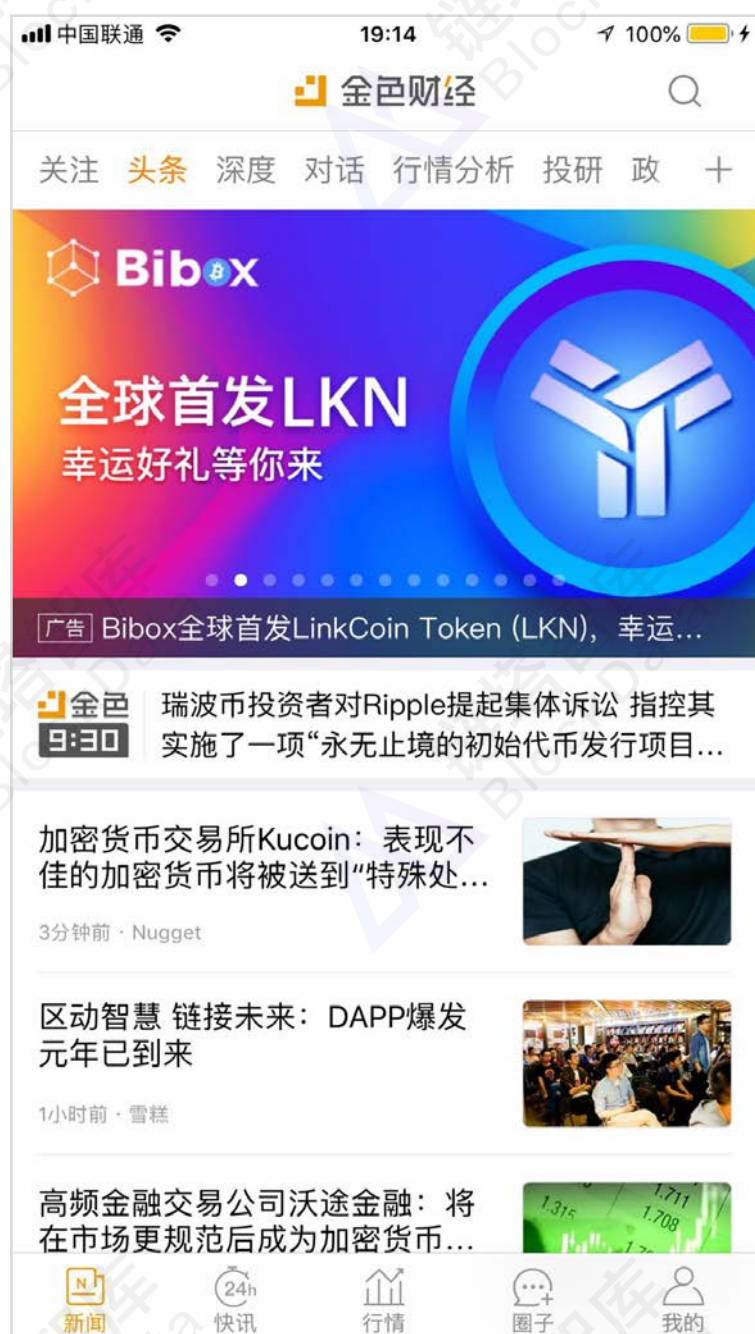 中国联通
19:14
100%
金色财经
关注 头条 深度 对话 行情分析 投研 政
Bibox
全球首发LKN
幸运好礼等你来
广告 Bibox全球首发LinkCoin Token (LKN)，幸运...
金色
9:30
瑞波币投资者对Ripple提起集体诉讼 指控其
实施了一项“永无止境的初始代币发行项目...
加密货币交易所Kucoin：表现不
佳的加密货币将被送到“特殊处...
3分钟前 · Nugget
区动智慧 链接未来：DAPP爆发
元年已到来
1小时前 · 雪糕
高频金融交易公司沃途金融：将
在市场更规范后成为加密货币...
1.315
1.711
1.708
N
24h
新闻 快讯 行情 圈子 我的